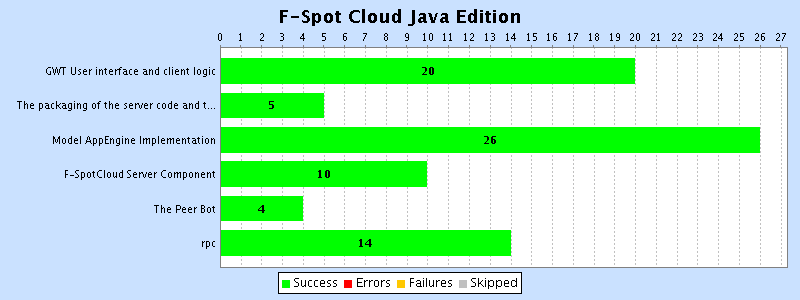 F-Spot Cloud Java Edition
0 1 2 3 4 5 6 7 8 9 10 11 12 13 14 15 16 17 18 19 20 21 22 23 24 25 26 27
GWT User interface and client logic 20
The packaging of the server code and t... 5
Model AppEngine Implementation 26
F-SpotCloud Server Component 10
The Peer Bot 4
rpc 14
Success Errors Failures Skipped